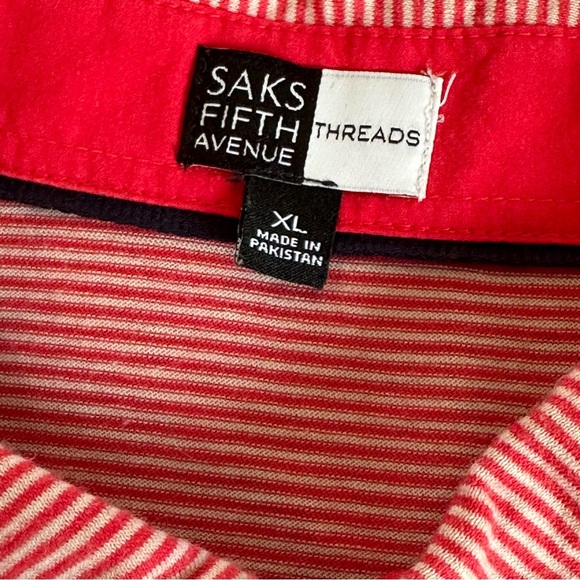 SAKS
FIFTH
AVENUE
THREADS
XL
MADE IN
PAKISTAN